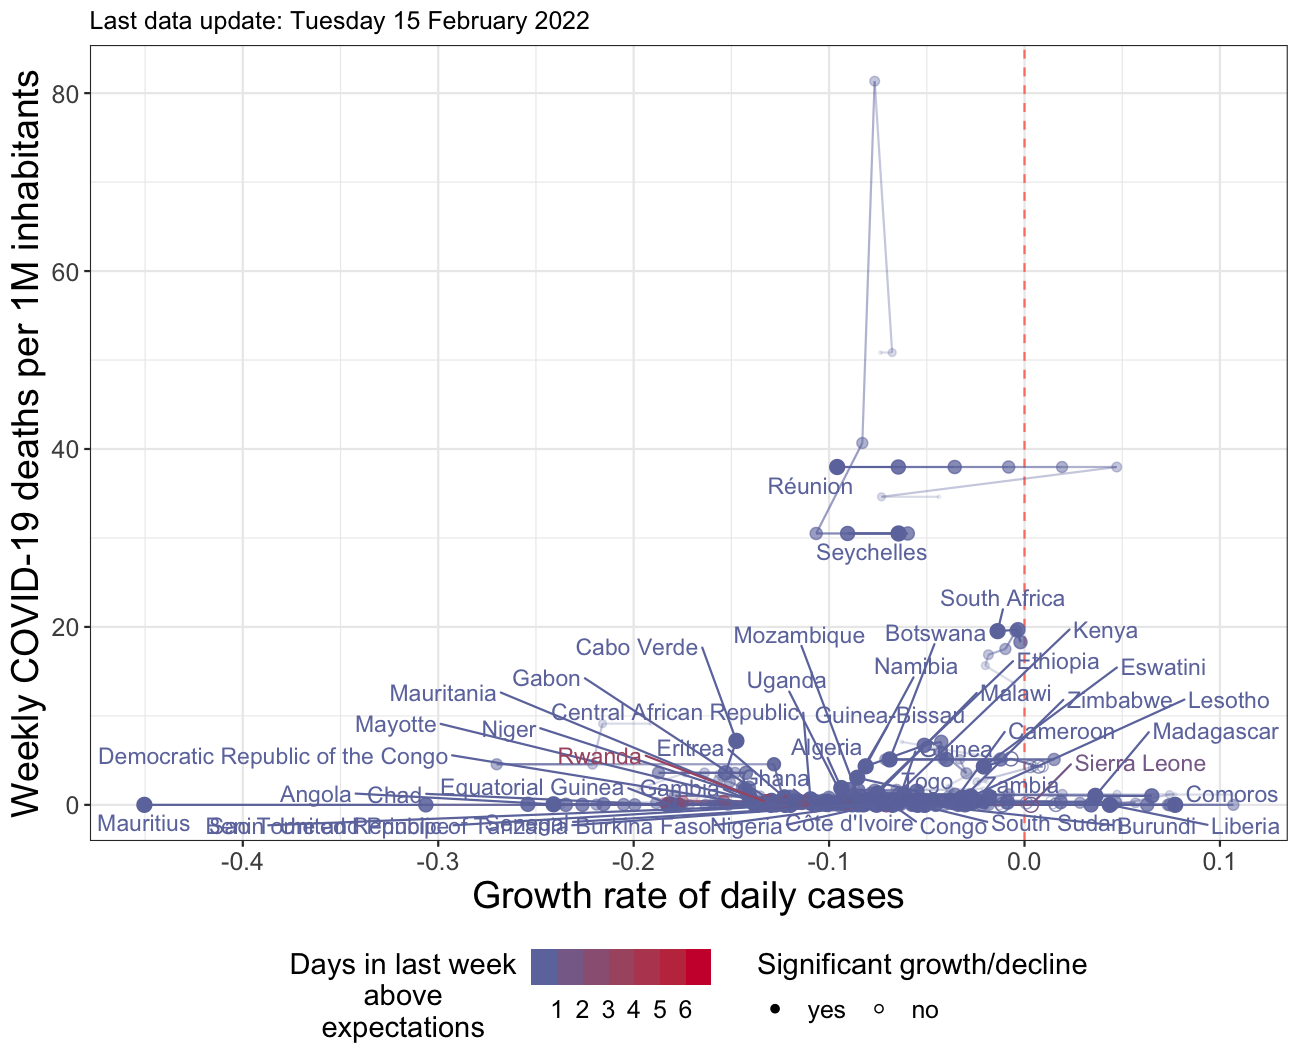 Last data update: Tuesday 15 February 2022
Weekly COVID-19 deaths per 1M inhabitants
80
60
40
20
0
Réunion
Seychelles
South Africa
Mozambique
Botswana
Kenya
Cabo Verde
Namibia
Ethiopia
Eswatini
Gabon
Uganda
Mauritania
Malawi
Zimbabwe
Lesotho
Central African Republic
Guinea-Bissau
Mayotte
Niger
Cameroon
Madagascar
Democratic Republic of the Congo
Rwanda
Eritrea
Algeria
Guinea
Sierra Leone
Ghana
Togo
Zambia
Angola
Chad
Equatorial Guinea
Gambia
Comoros
Mauritius
Tanzania
Senegal
Burkina Faso
Nigeria
Côte d'Ivoire
Congo
South Sudan
Burundi
Liberia
-0.4
-0.3
-0.2
-0.1
0.0
0.1
Growth rate of daily cases
Days in last week
above
expectations
1 2 3 4 5 6
Significant growth/decline
yes
no